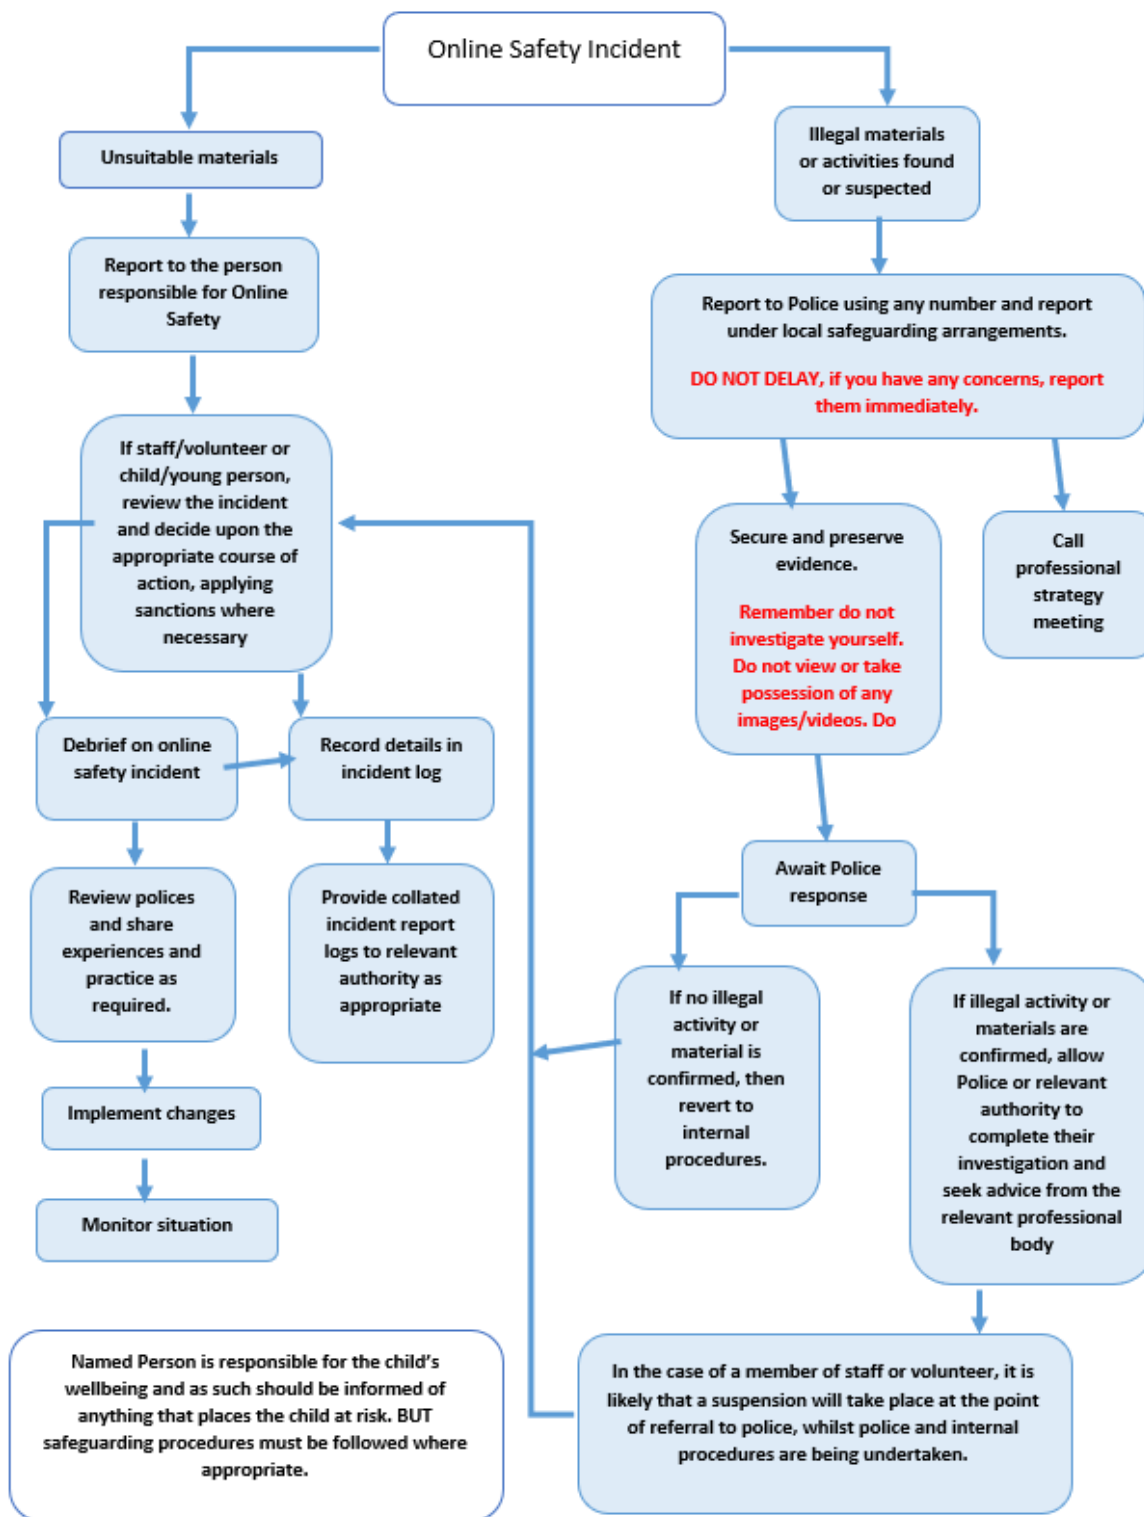 Online Safety Incident
Unsuitable materials
Illegal materials
or activities found
or suspected
Report to the person
responsible for Online
Safety
Report to Police using any number and report
under local safeguarding arrangements.
DO NOT DELAY, if you have any concerns, report
them immediately.
If staff/volunteer or
child/young person,
review the incident
and decide upon the
appropriate course of
action, applying
sanctions where
necessary
Secure and preserve
evidence.
Remember do not
investigate yourself.
Do not view or take
possession of any
images/videos. Do
Call
professional
strategy
meeting
Debrief on online
safety incident
Record details in
incident log
Review polices
and share
experiences and
practice as
required.
Provide collated
incident report
logs to relevant
authority as
appropriate
Await Police
response
If no illegal
activity or
material is
confirmed, then
revert to
internal
procedures.
If illegal activity or
materials are
confirmed, allow
Police or relevant
authority to
complete their
investigation and
seek advice from the
relevant professional
body
Implement changes
Monitor situation
Named Person is responsible for the child's
wellbeing and as such should be informed of
anything that places the child at risk. BUT
safeguarding procedures must be followed where
appropriate.
In the case of a member of staff or volunteer, it is
likely that a suspension will take place at the point
of referral to police, whilst police and internal
procedures are being undertaken.